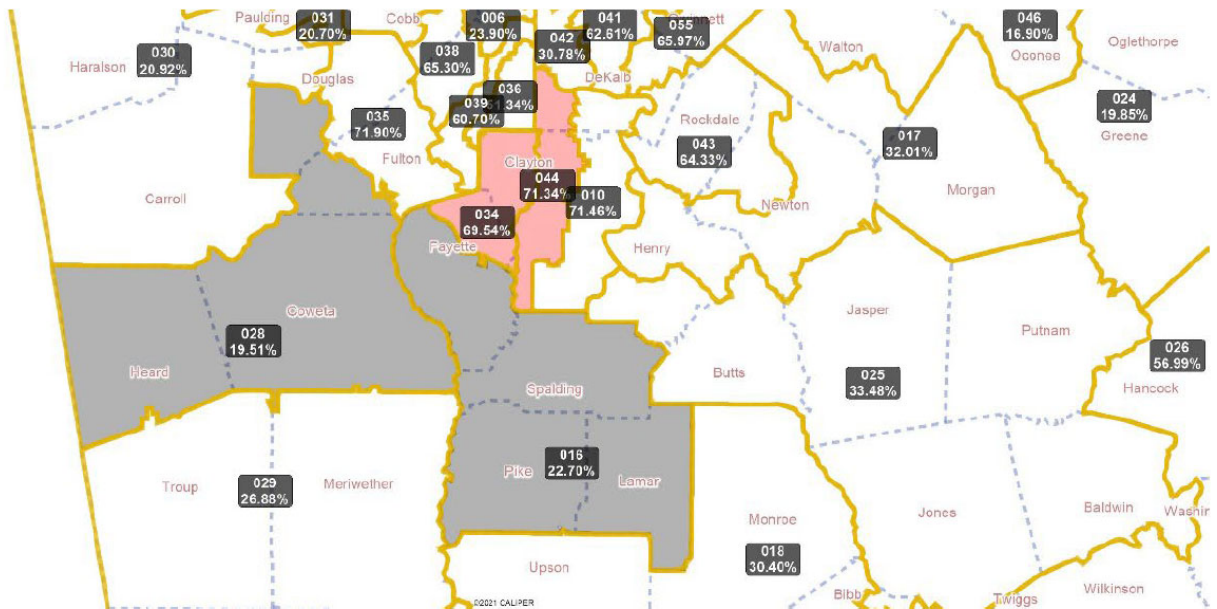 Paulding
031
20.70%
Cobb
006
23.90%
041
62.61%
055
65.97%
046
16.90%
Oconee
Oglethorpe
030
20.92%
Haralson
038
65.30%
042
30.78%
DeKalb
Walton
Douglas
036
039
60.70%
035
71.90%
Fulton
Rockdale
043
64.33%
017
32.01%
024
19.85%
Greene
Clayton
044
71.34%
010
71.46%
Carroll
Morgan
Newton
034
69.54%
Fayette
Henry
Coweta
Jasper
Putnam
028
19.51%
Heard
Butts
025
33.48%
026
56.99%
Hancock
Spalding
016
22.70%
Pike
Lamar
Troup
029
26.88%
Meriwether
Monroe
018
30.40%
Jones
Baldwin
Upson
Bibb
Twiggs
Wilkinson
©2021 CALIPER